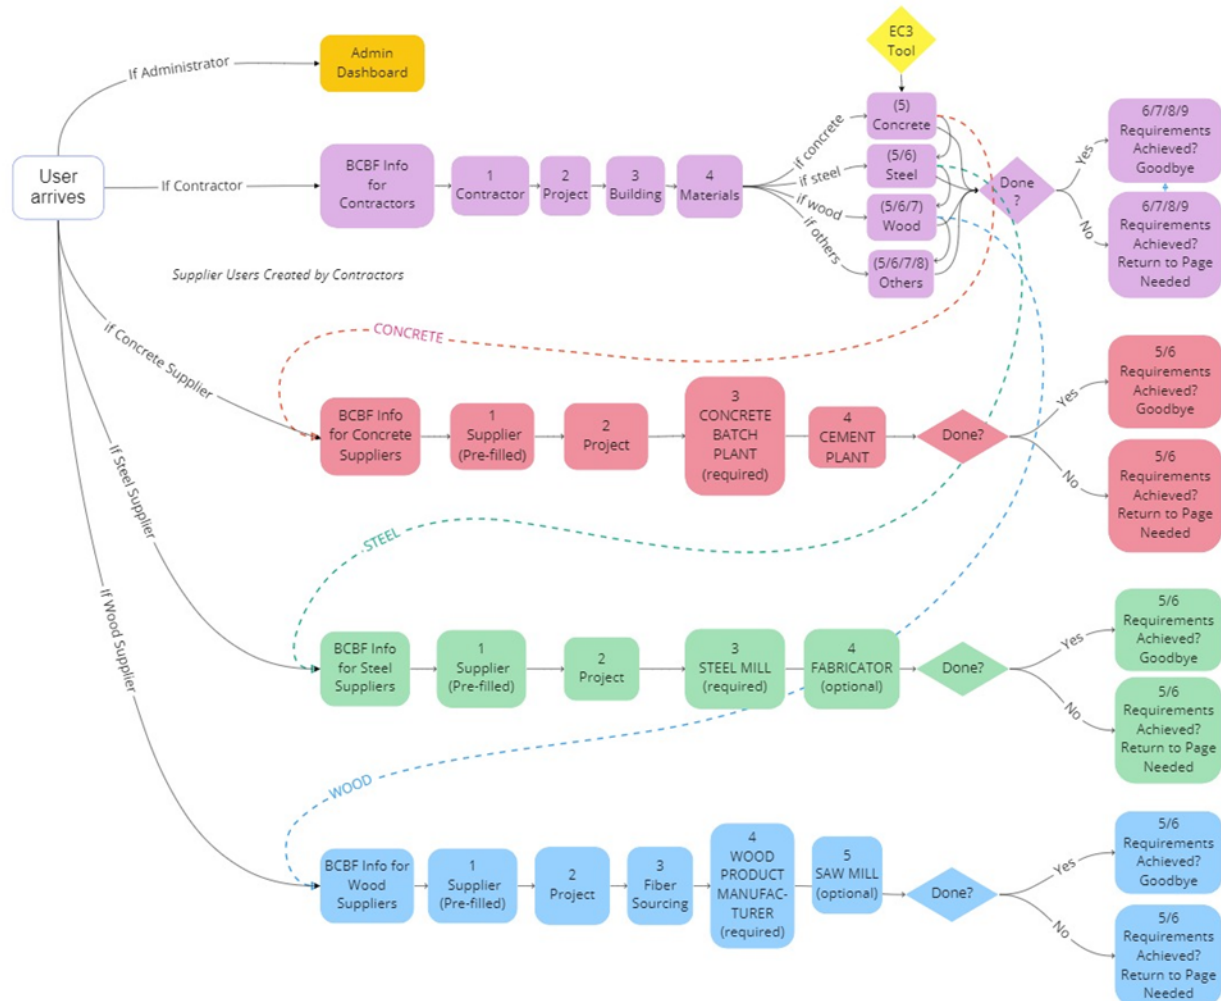 EC3
Tool
Admin
Dashboard
If Administrator
User
arrives
If Contractor
BCBF Info
for
Contractors
1
Contractor
2
Project
3
Building
4
Materials
if concrete
if steel
if wood
if others
(5)
Concrete
(5/6)
Steel
(5/6/7)
Wood
(5/6/7/8)
Others
Done
?
Yes
No
6/7/8/9
Requirements
Achieved?
Goodbye
6/7/8/9
Requirements
Achieved?
Return to Page
Needed
Supplier Users Created by Contractors
CONCRETE
if Concrete Supplier
BCBF Info
for Concrete
Suppliers
1
Supplier
(Pre-filled)
2
Project
3
CONCRETE
BATCH
PLANT
(required)
4
CEMENT
PLANT
Done?
Yes
No
5/6
Requirements
Achieved?
Goodbye
5/6
Requirements
Achieved?
Return to Page
Needed
STEEL
If Steel Supplier
BCBF Info
for Steel
Suppliers
1
Supplier
(Pre-filled)
2
Project
3
STEEL MILL
(required)
4
FABRICATOR
(optional)
Done?
Yes
No
5/6
Requirements
Achieved?
Goodbye
5/6
Requirements
Achieved?
Return to Page
Needed
WOOD
If Wood Supplier
BCBF Info for
Wood
Suppliers
1
Supplier
(Pre-filled)
2
Project
3
Fiber
Sourcing
4
WOOD
PRODUCT
MANUFAC-
TURER
(required)
5
SAW MILL
(optional)
Done?
Yes
No
5/6
Requirements
Achieved?
Goodbye
5/6
Requirements
Achieved?
Return to Page
Needed